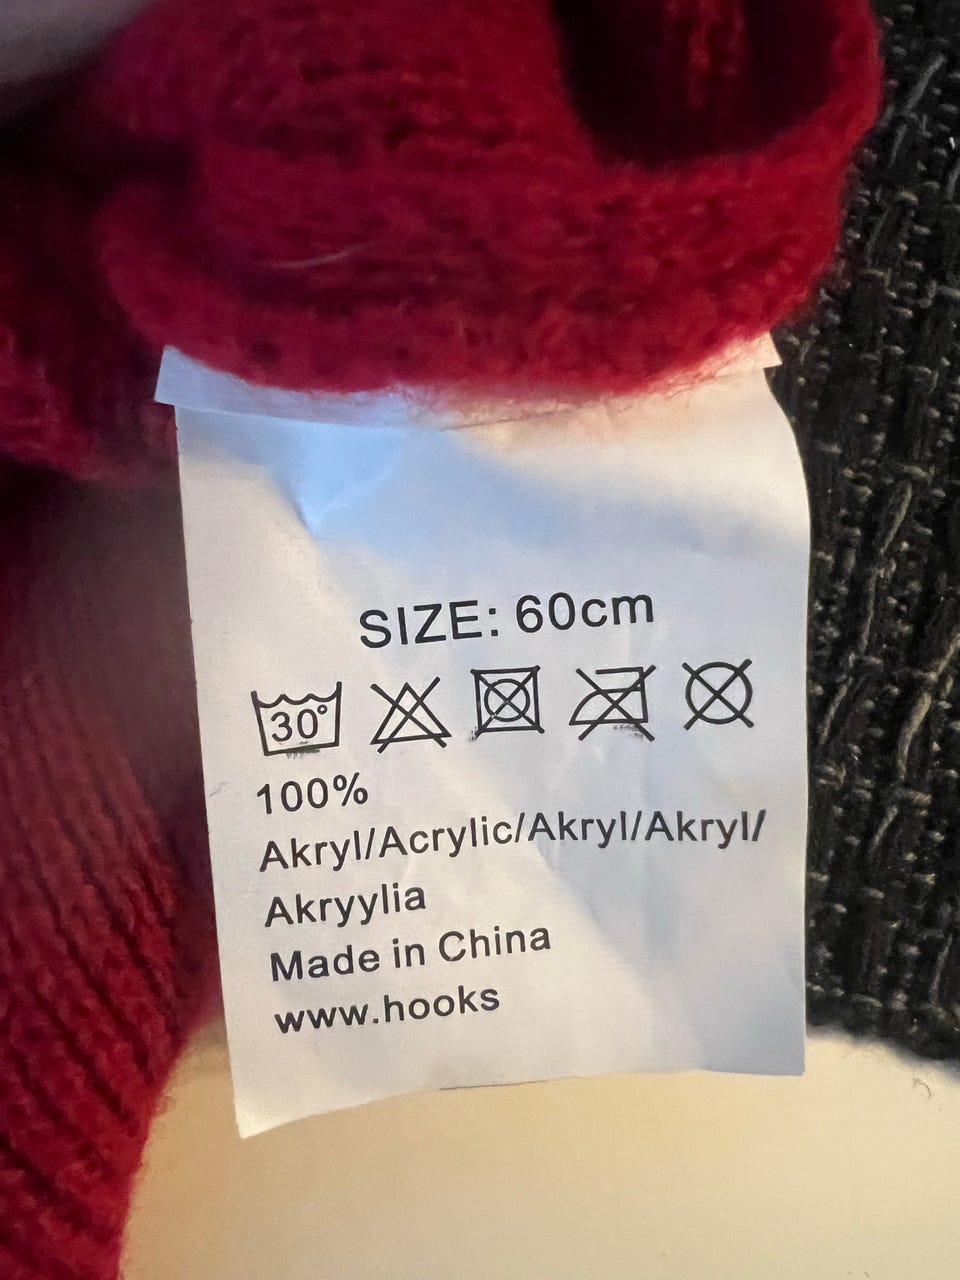 SIZE: 60cm
30°
100%
Akryl/Acrylic/Akryl/Akryl/
Akryylia
Made in China
www.hooks